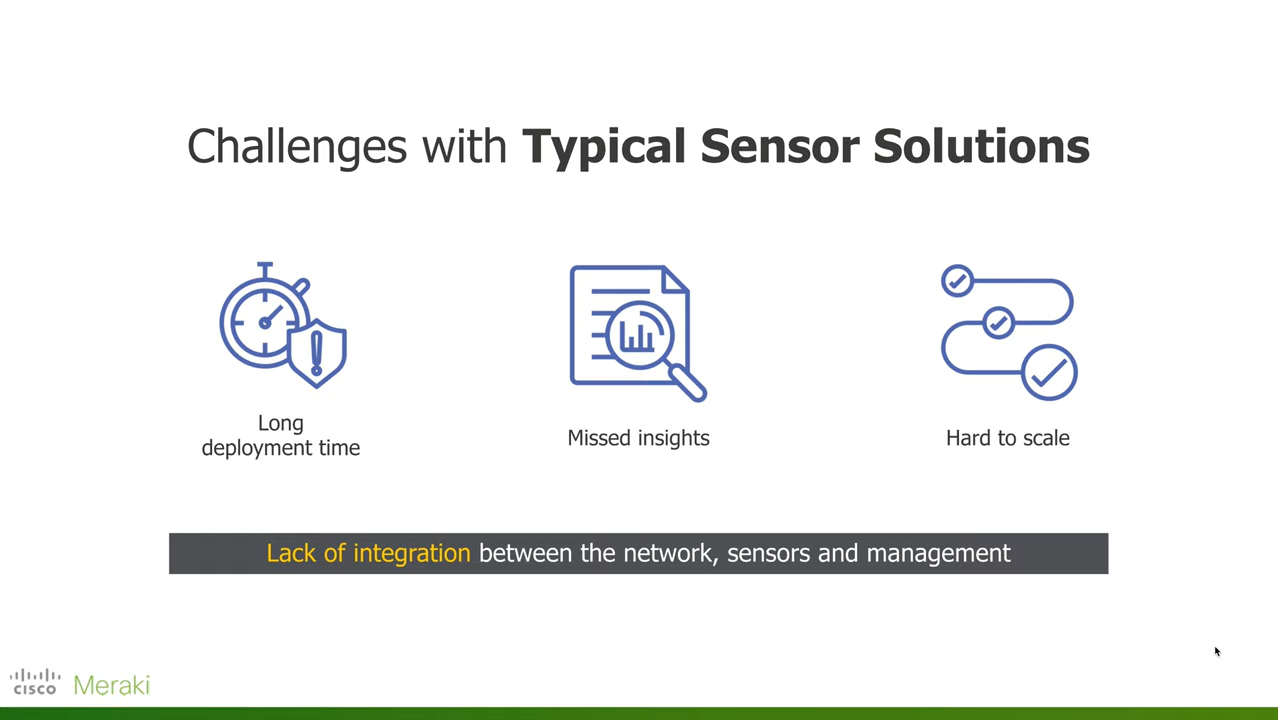 Challenges with Typical Sensor Solutions
Long
deployment time
Missed insights
Hard to scale
Lack of integration between the network, sensors and management
CISCO Meraki